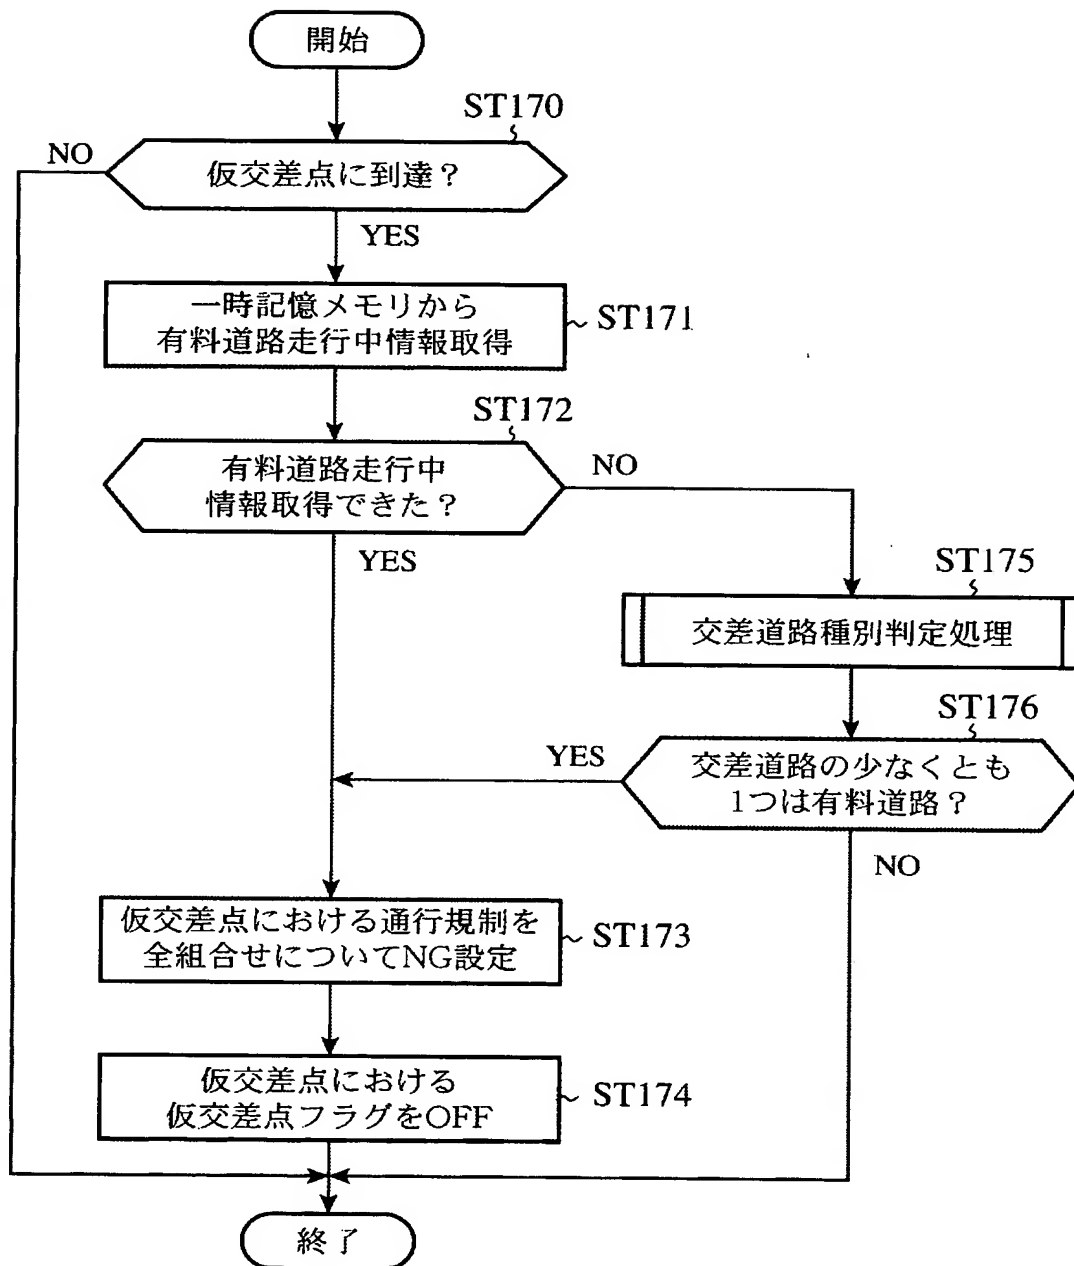 開始
ST170
NO
仮交差点に到達？
YES
一時記憶メモリから
有料道路走行中情報取得
ST171
ST172
有料道路走行中
情報取得できた？
NO
YES
ST175
交差道路種別判定処理
ST176
YES
交差道路の少なくとも
1つは有料道路？
NO
仮交差点における通行規制を
全組合せについてNG設定
ST173
仮交差点における
仮交差点フラグをOFF
ST174
終了